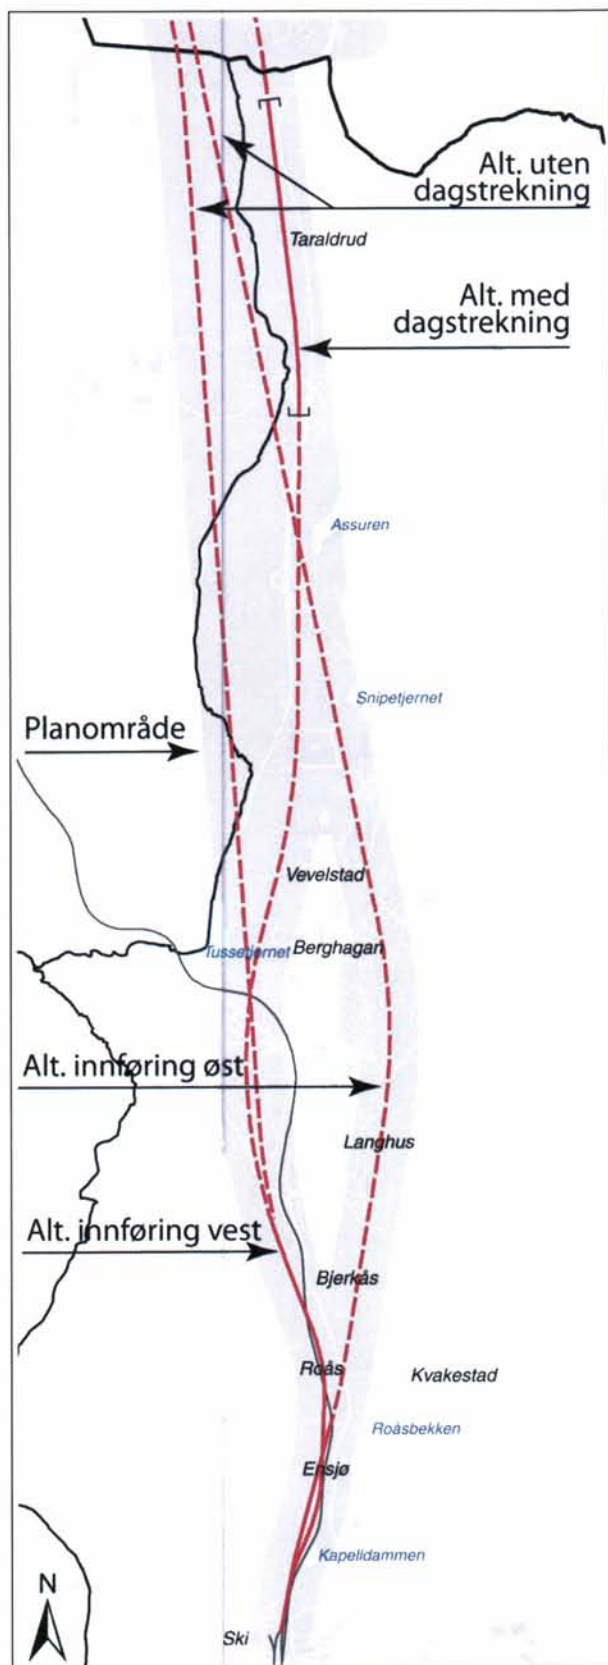 Alt. uten
dagstrekning
Taraldrud
Alt. med
dagstrekning
Assuren
Snipetjernet
Planområde
Vevelstad
Tussetjernet
Berghagan
Alt. innføring øst
Langhus
Alt. innføring vest
Bjerkås
Roås
Kvakestad
Roåsbekken
Ensjø
Kapelldammen
N
Ski